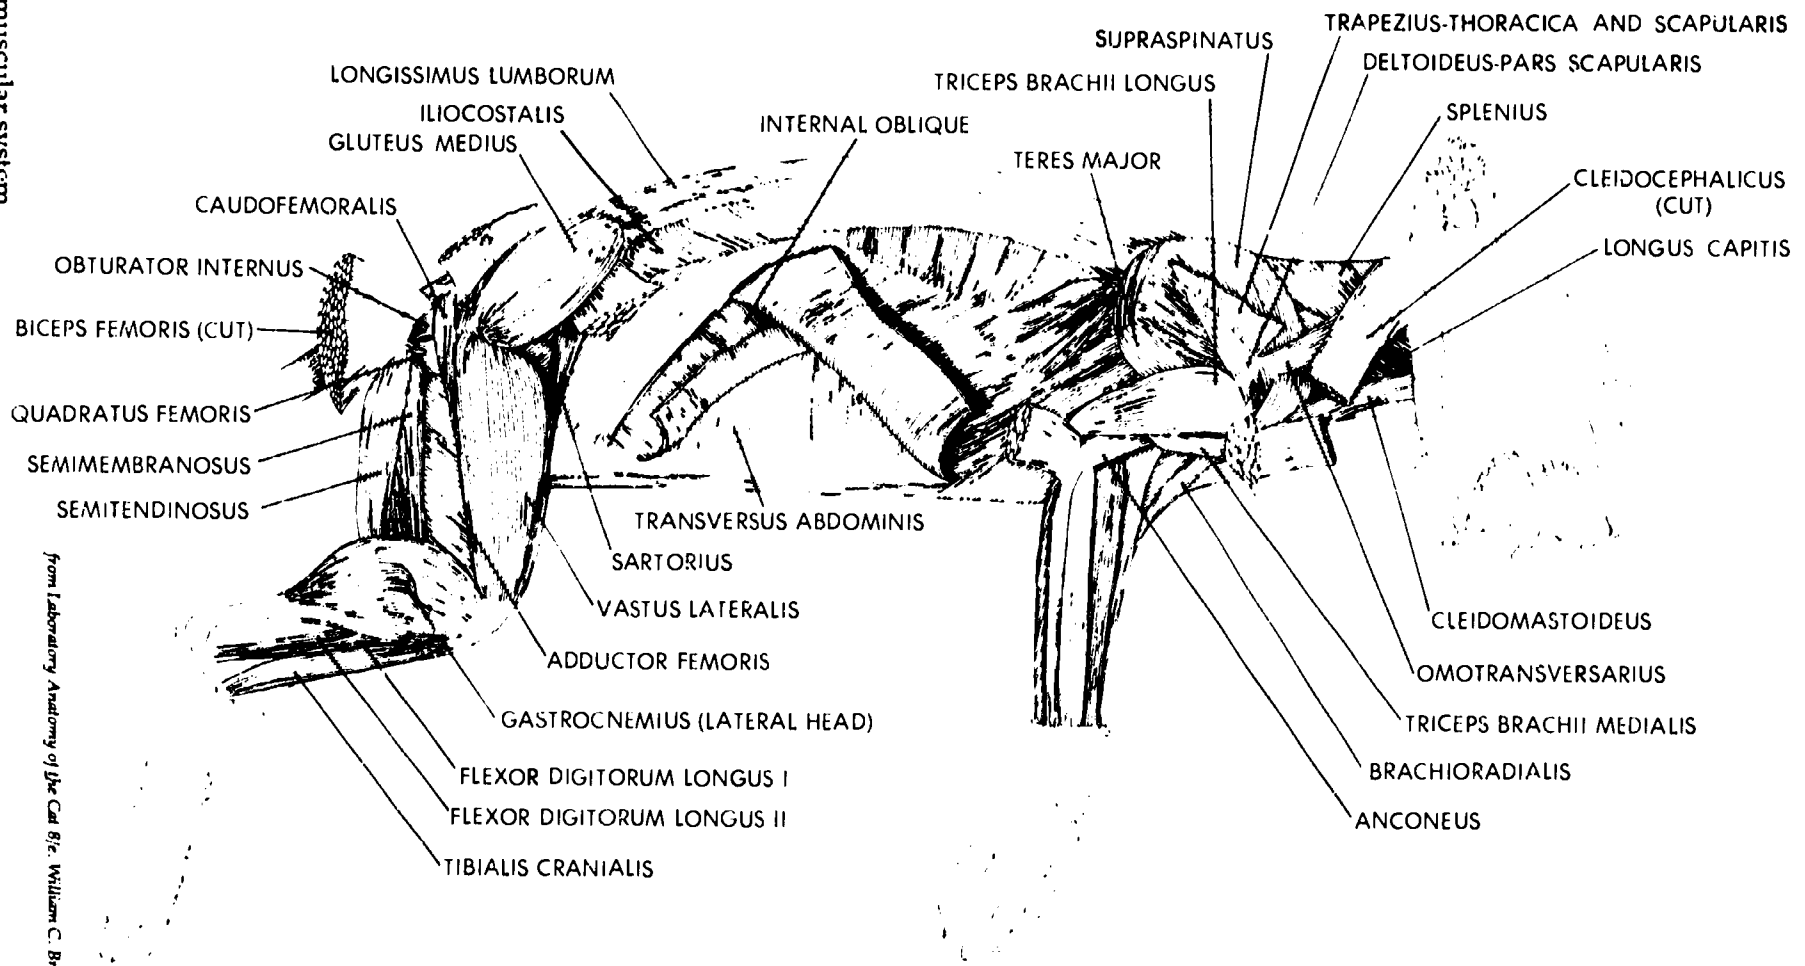 muscular system
TRAPEZIUS-THORACICA AND SCAPULARIS
SUPRASPINATUS
DELTOIDEUS-PARS SCAPULARIS
LONGISSIMUS LUMBORUM
TRICEPS BRACHII LONGUS
ILIOCOSTALIS
SPLENIUS
INTERNAL OBLIQUE
GLUTEUS MEDIUS
TERES MAJOR
CLEIDOCEPHALICUS
(CUT)
CAUDOFEMORALIS
LONGUS CAPITIS
OBTURATOR INTERNUS
BICEPS FEMORIS (CUT)
QUADRATUS FEMORIS
SEMIMEMBRANOSUS
SEMITENDINOSUS
TRANSVERSUS ABDOMINIS
SARTORIUS
VASTUS LATERALIS
CLEIDOMASTOIDEUS
ADDUCTOR FEMORIS
OMOTRANSVERSARIUS
GASTROCNEMIUS (LATERAL HEAD)
TRICEPS BRACHII MEDIALIS
FLEXOR DIGITORUM LONGUS I
BRACHIORADIALIS
FLEXOR DIGITORUM LONGUS II
ANCONEUS
TIBIALIS CRANIALIS
from Laboratory Anatomy of the Cat 8/e. William C. Br